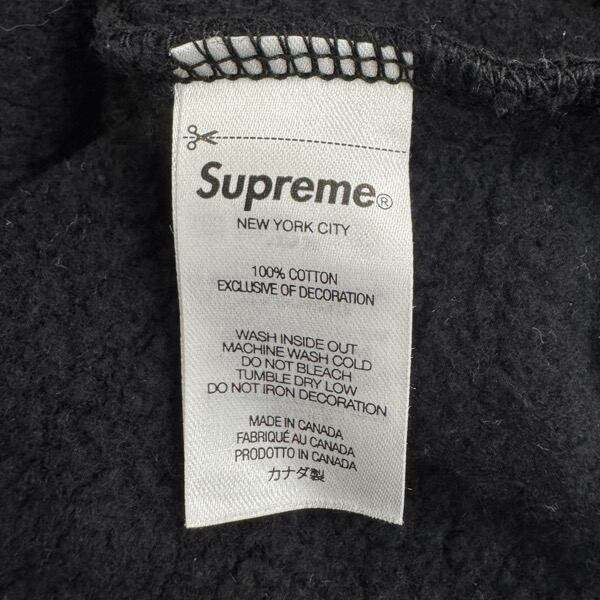 Supreme®
NEW YORK CITY
100% COTTON
EXCLUSIVE OF DECORATION
WASH INSIDE OUT
MACHINE WASH COLD
DO NOT BLEACH
TUMBLE DRY LOW
DO NOT IRON DECORATION
MADE IN CANADA
FABRIQUÉ AU CANADA
PRODOTTO IN CANADA
カナダ製